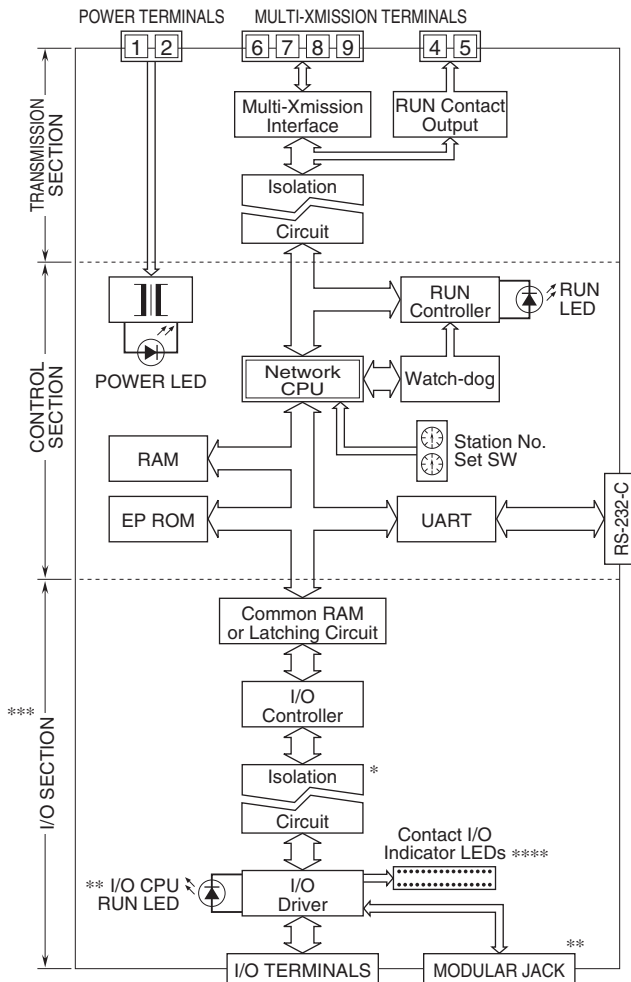 POWER TERMINALS
MULTI-XMISSION TERMINALS
1 2
6 7 8 9
4 5
TRANSMISSION
SECTION
Multi-Xmission
Interface
RUN Contact
Output
Isolation
Circuit
CONTROL
SECTION
RUN
Controller
RUN
LED
POWER LED
Network
CPU
Watch-dog
Station No.
Set SW
RAM
EP ROM
UART
RS-232-C
Common RAM
or Latching Circuit
***
I/O SECTION
I/O
Controller
Isolation
*
Circuit
Contact I/O
Indicator LEDs ****
** I/O CPU
RUN LED
I/O
Driver
I/O TERMINALS
MODULAR JACK
**